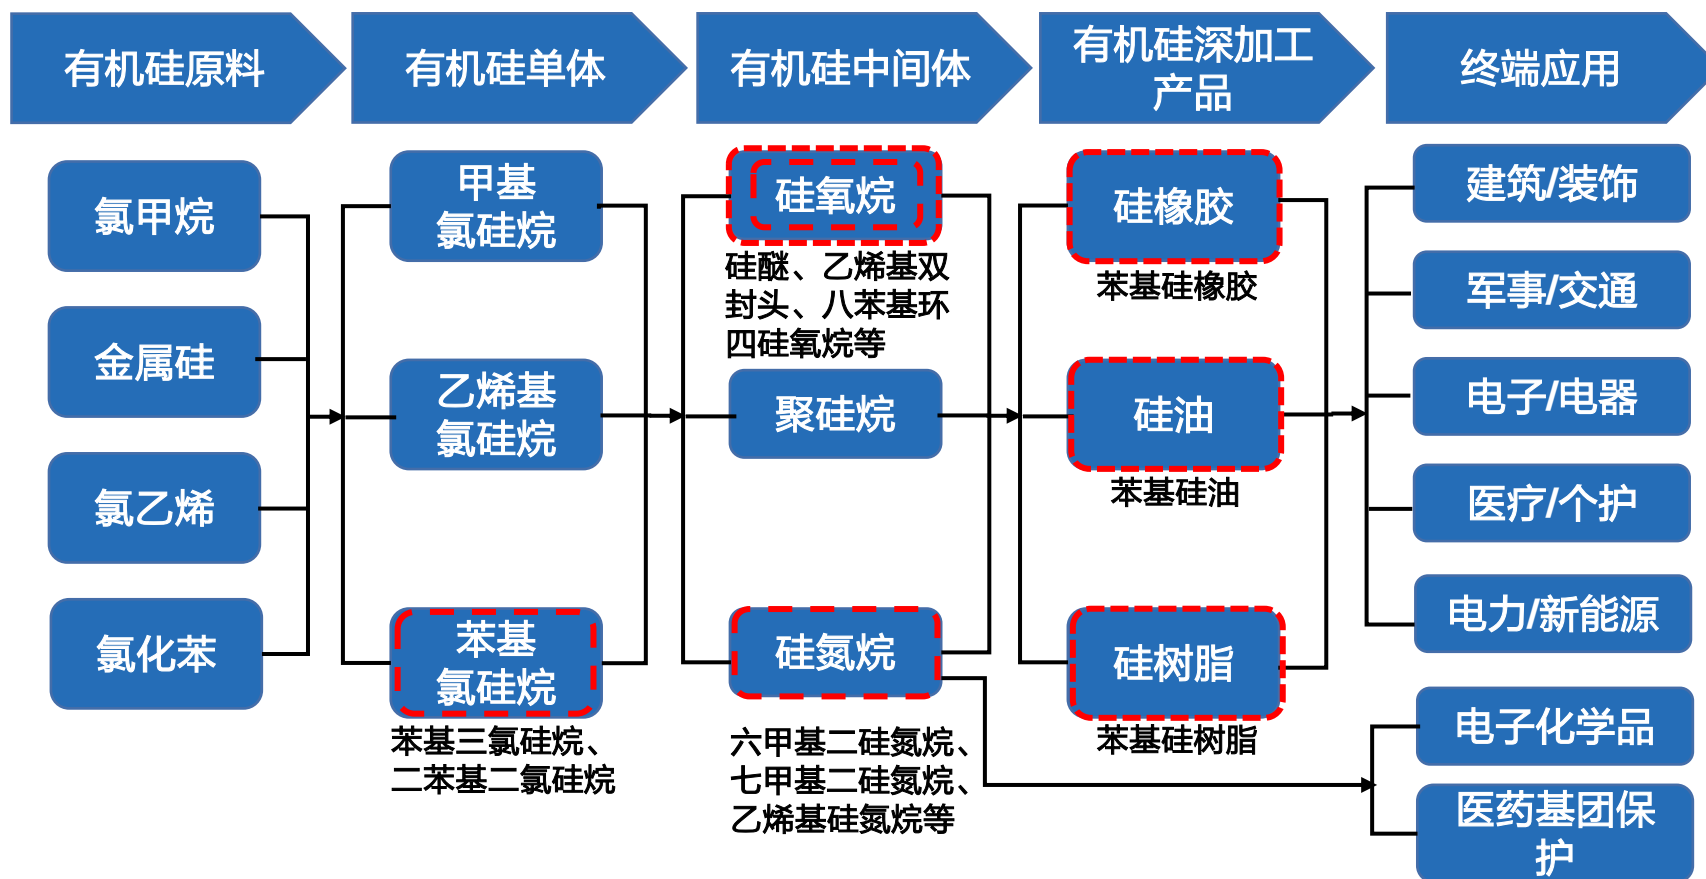 有机硅原料
有机硅单体
有机硅中间体
有机硅深加工
产品
终端应用
氯甲烷
金属硅
氯乙烯
氯化苯
甲基
氯硅烷
乙烯基
氯硅烷
苯基
氯硅烷
苯基三氯硅烷、
二苯基二氯硅烷
硅氧烷
硅醚、乙烯基双
封头、八苯基环
四硅氧烷等
聚硅烷
硅氮烷
六甲基二硅氮烷、
七甲基二硅氮烷、
乙烯基硅氮烷等
硅橡胶
苯基硅橡胶
硅油
苯基硅油
硅树脂
苯基硅树脂
建筑/装饰
军事/交通
电子/电器
医疗/个护
电力/新能源
电子化学品
医药基团保
护